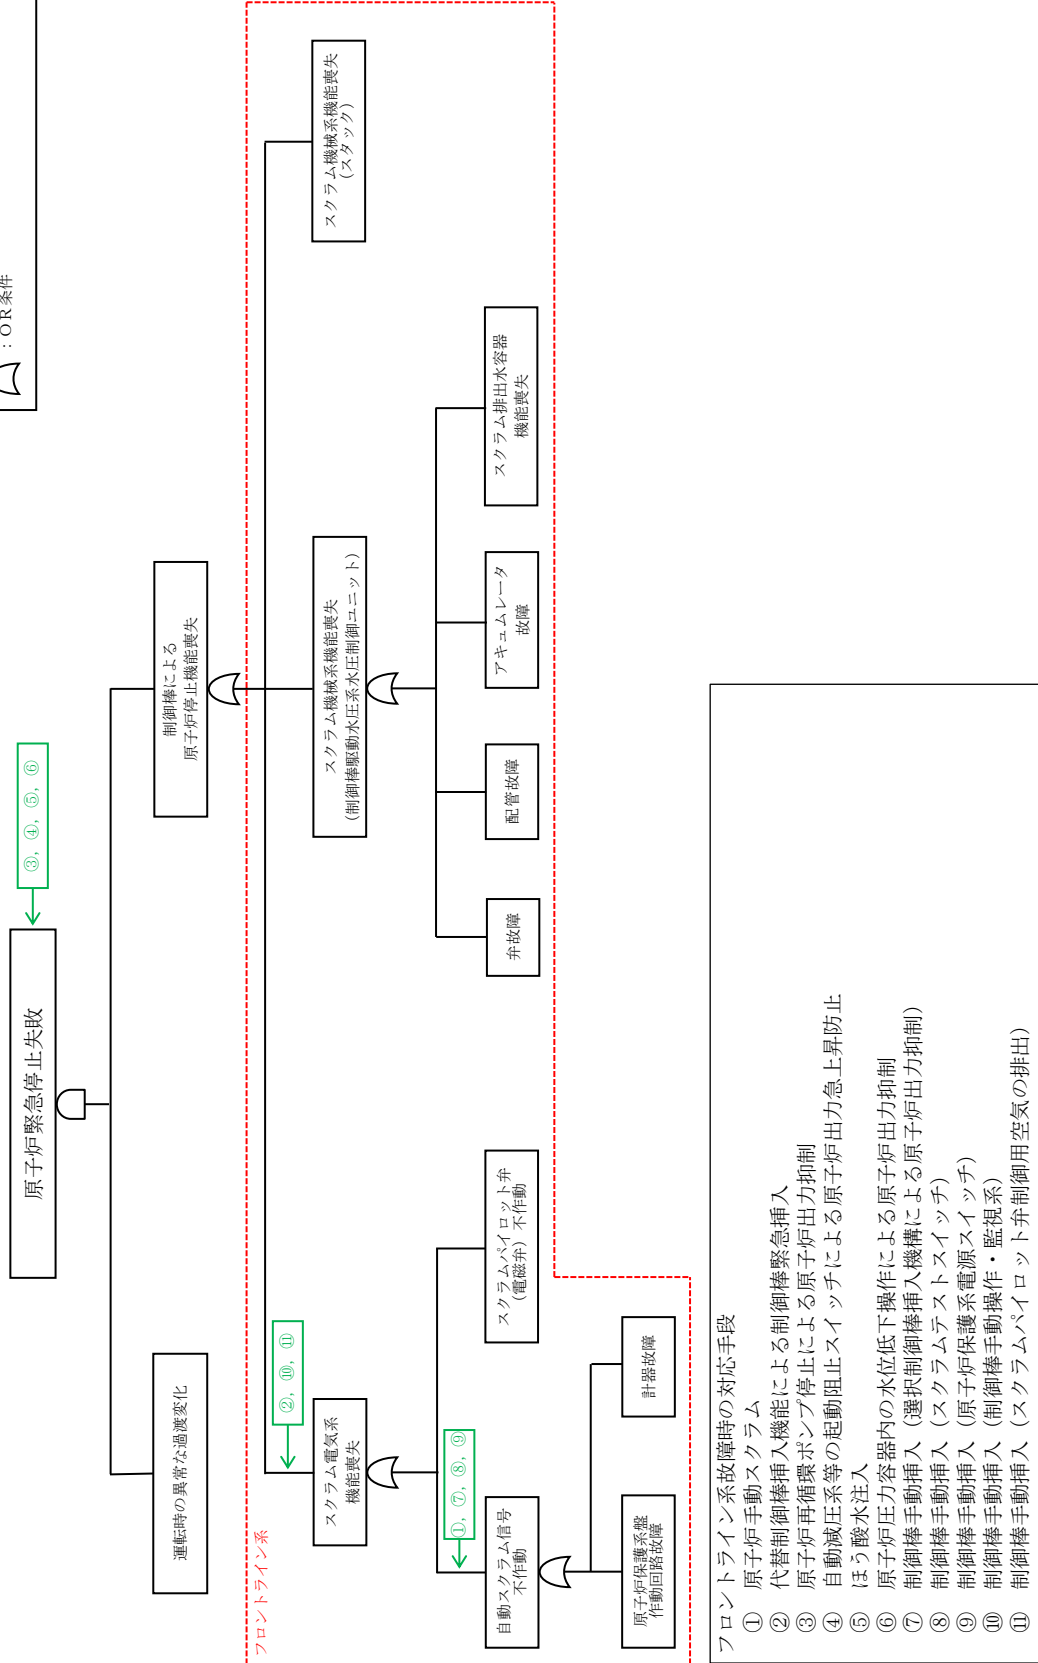 ：ＯＲ条件
原子炉緊急停止失敗
③，④，⑤，⑥
運転時の異常な過渡変化
制御棒による
原子炉停止機能喪失
フロントライン系
②，⑩，⑪
スクラム電気系
機能喪失
スクラム機械系機能喪失
(制御棒駆動水圧系水圧制御ユニット)
スクラム機械系機能喪失
(スタック)
①，⑦，⑧，⑨
自動スクラム信号
不作動
スクラムパイロット弁
(電磁弁) 不作動
弁故障
配管故障
アキュムレータ
故障
スクラム排出水容器
機能喪失
原子炉保護系盤
作動回路故障
計器故障
フロントライン系故障時の対応手段
① 原子炉手動スクラム
② 代替制御棒挿入機能による制御棒緊急挿入
③ 原子炉再循環ポンプ停止による原子炉出力抑制
④ 自動減圧系等の起動阻止スイッチによる原子炉出力急上昇防止
⑤ ほう酸水注入
⑥ 原子炉圧力容器内の水位低下操作による原子炉出力抑制
⑦ 制御棒手動挿入（選択制御棒挿入機構による原子炉出力抑制）
⑧ 制御棒手動挿入（スクラムテストスイッチ）
⑨ 制御棒手動挿入（原子炉保護系電源スイッチ）
⑩ 制御棒手動挿入（制御棒手動操作・監視系）
⑪ 制御棒手動挿入（スクラムパイロット弁制御用空気の排出）